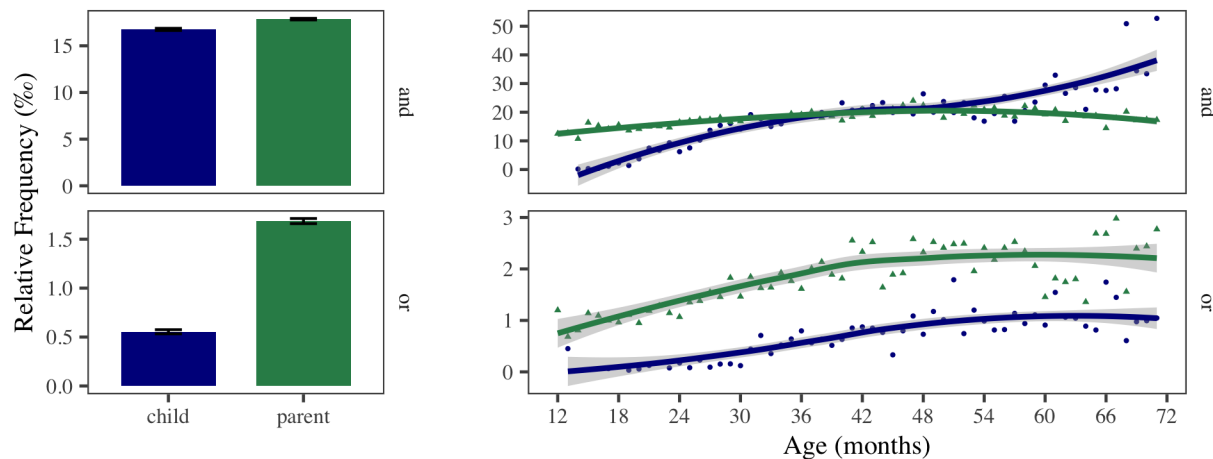 Relative Frequency (‰)
15
10
5
0
and
1.5
1.0
0.5
0.0
or
child parent
50
40
30
20
10
0
and
3
2
1
0
or
12 18 24 30 36 42 48 54 60 66 72
Age (months)